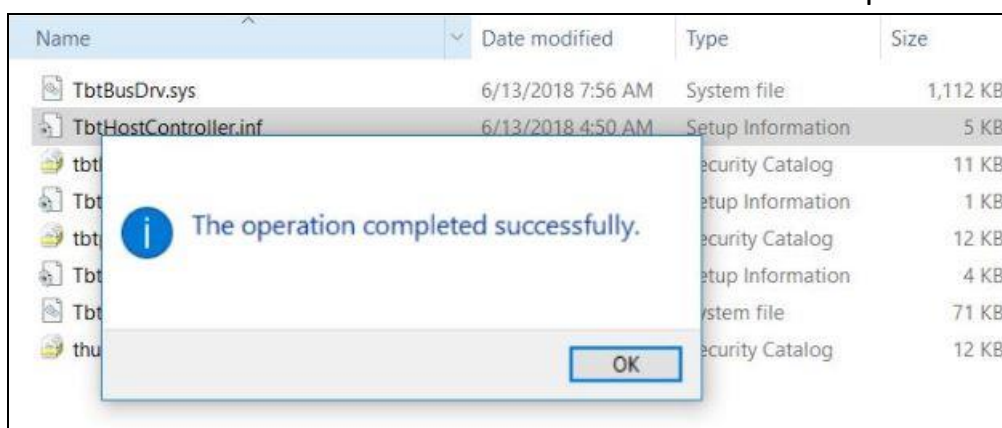 Name Date modified Type Size
TbtBusDrv.sys 6/13/2018 7:56 AM System file 1,112 KB
TbtHostController.inf 6/13/2018 4:50 AM Setup Information 5 KB
11 KB
The operation completed successfully.
1 KB
12 KB
4 KB
71 KB
12 KB
OK